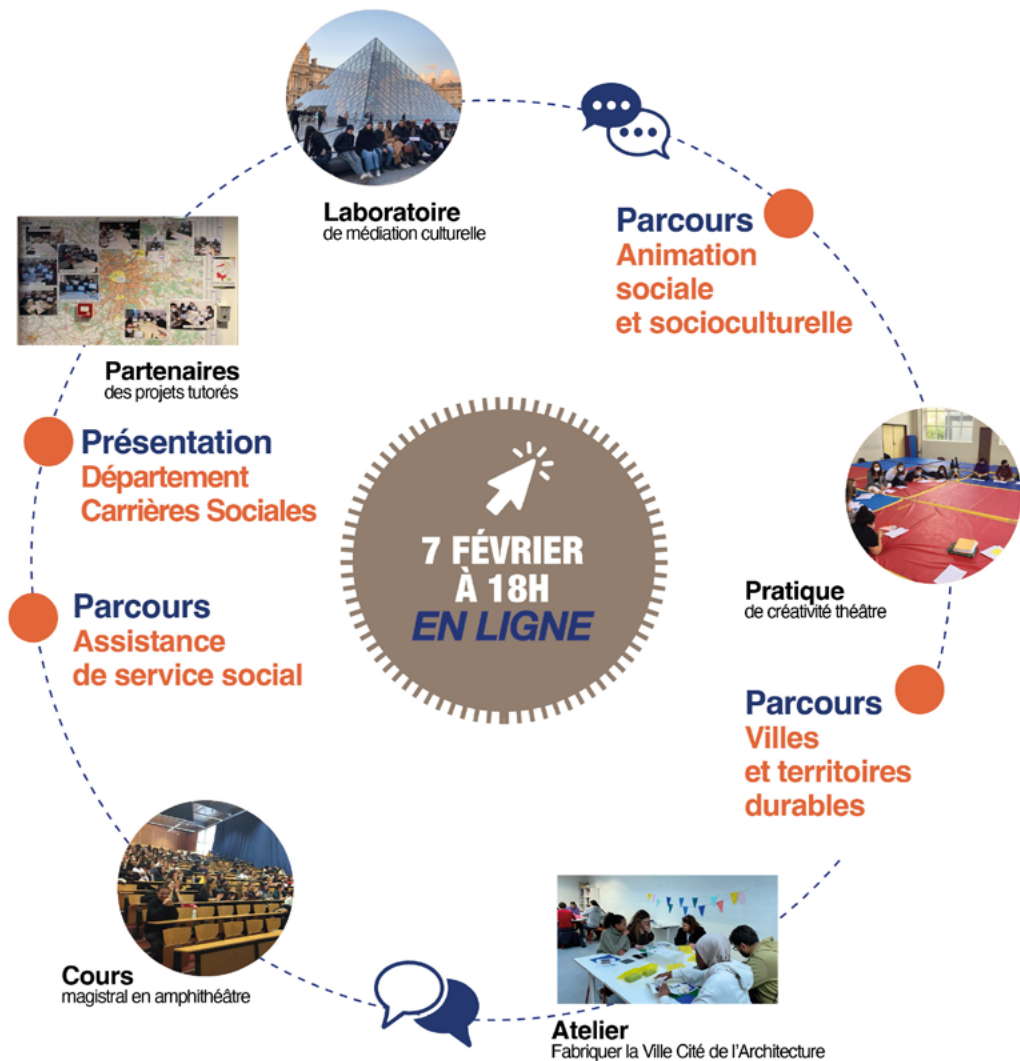 Laboratoire
de médiation culturelle
Parcours
Animation
sociale
et socioculturelle
Partenaires
des projets tutorés
Présentation
Département
Carrières Sociales
7 FÉVRIER
À 18H
EN LIGNE
Pratique
de créativité théâtre
Parcours
Assistance
de service social
Parcours
Villes
et territoires
durables
Cours
magistral en amphithéâtre
Atelier
Fabriquer la Ville Cité de l'Architecture